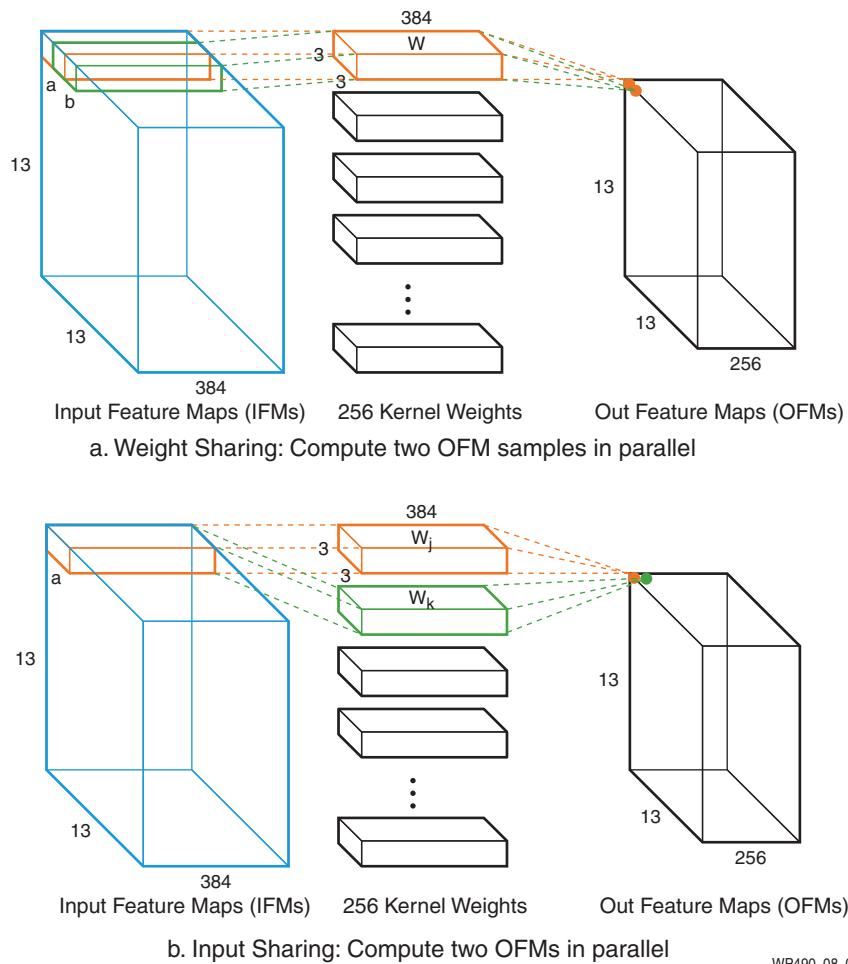 384
W
3
3
a
b
13
13
13
13
384
256
Input Feature Maps (IFMs) 256 Kernel Weights Out Feature Maps (OFMs)
a. Weight Sharing: Compute two OFM samples in parallel
384
Wj
3
3
a
Wk
13
13
13
13
384
256
Input Feature Maps (IFMs) 256 Kernel Weights Out Feature Maps (OFMs)
b. Input Sharing: Compute two OFMs in parallel